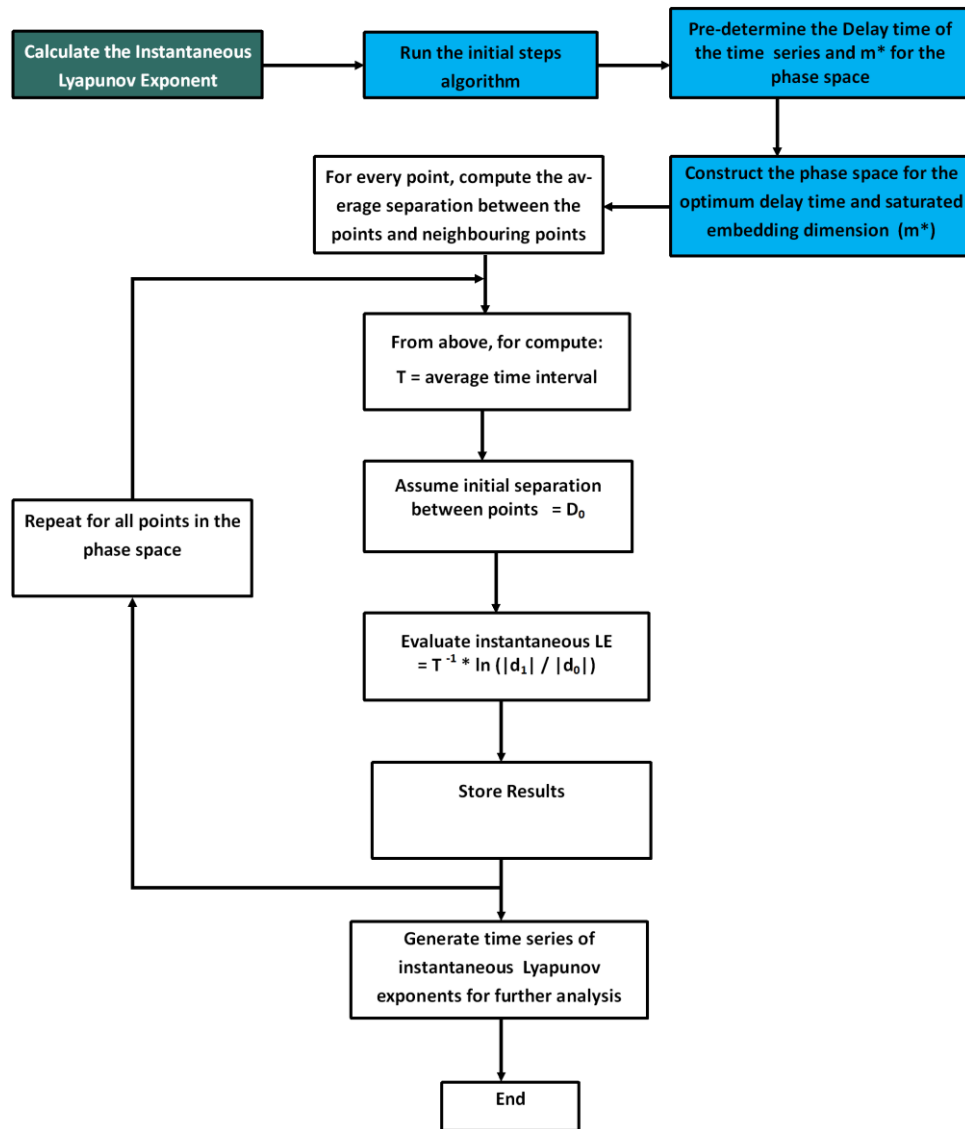 Calculate the Instantaneous
Lyapunov Exponent
Run the initial steps
algorithm
Pre-determine the Delay time of
the time series and m* for the
phase space
Construct the phase space for the
optimum delay time and saturated
embedding dimension (m*)
For every point, compute the av-
erage separation between the
points and neighbouring points
From above, for compute:
T = average time interval
Assume initial separation
between points = D₀
Repeat for all points in the
phase space
Evaluate instantaneous LE
= T ⁻¹ * ln (|d₁| / |d₀|)
Store Results
Generate time series of
instantaneous Lyapunov
exponents for further analysis
End